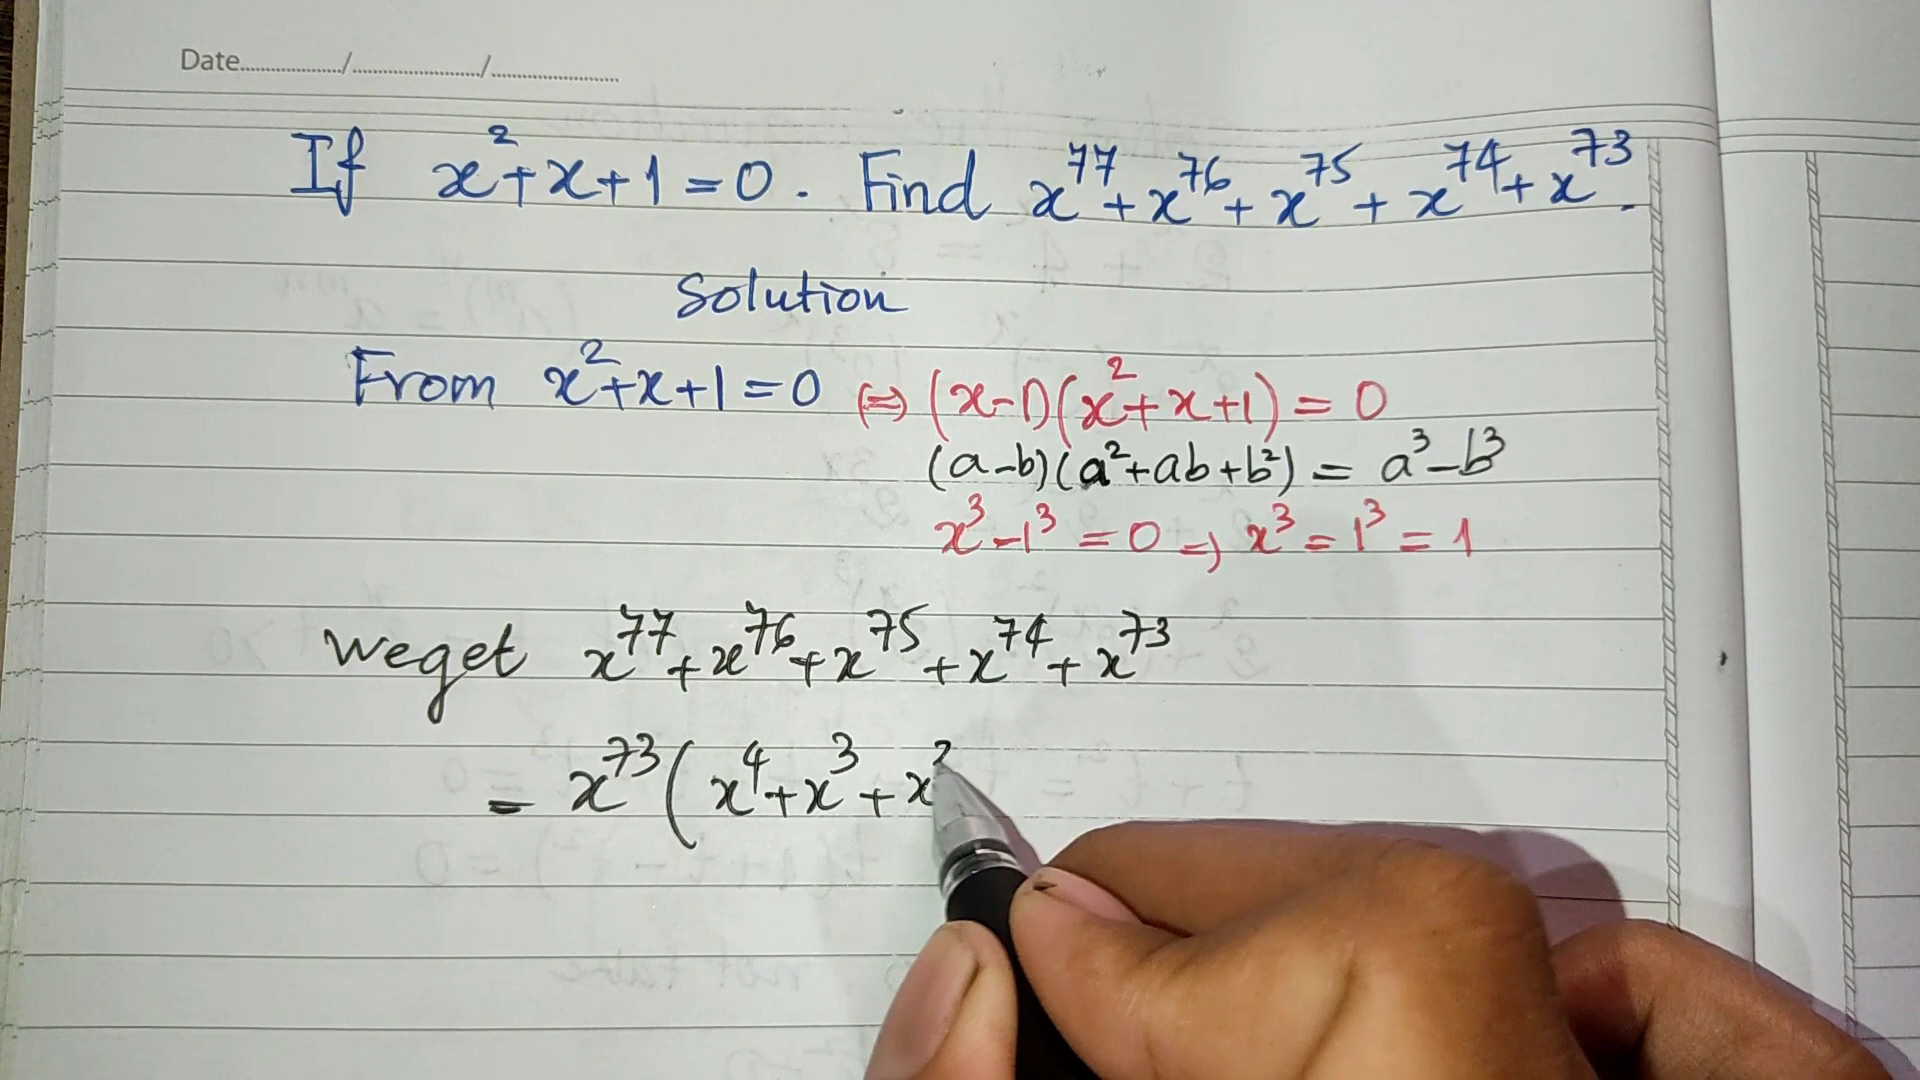 Date............/............/............
If x²+x+1=0. Find x⁷⁷+x⁷⁶+x⁷⁵+x⁷⁴+x⁷³.
Solution
From x²+x+1=0 ⇔ (x-1)(x²+x+1)=0
(a-b)(a²+ab+b²) = a³-b³
x³-1³=0 ⇒ x³=1³=1
We get x⁷⁷+x⁷⁶+x⁷⁵+x⁷⁴+x⁷³
= x⁷³(x⁴+x³+x²